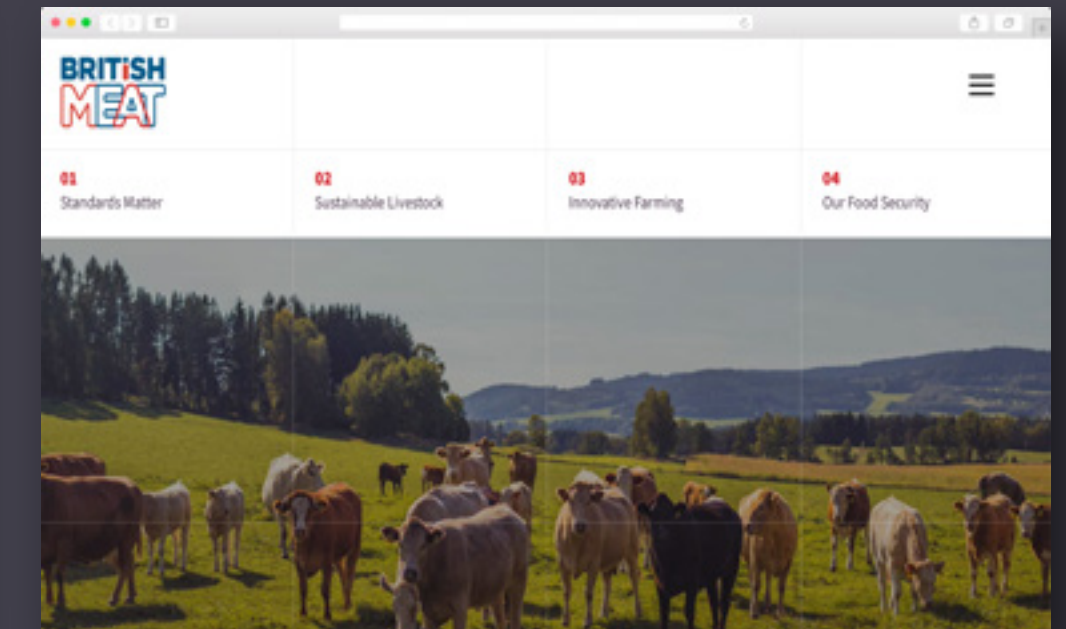 BRITiSH
MEAT
01
Standards Matter
02
Sustainable Livestock
03
Innovative Farming
04
Our Food Security